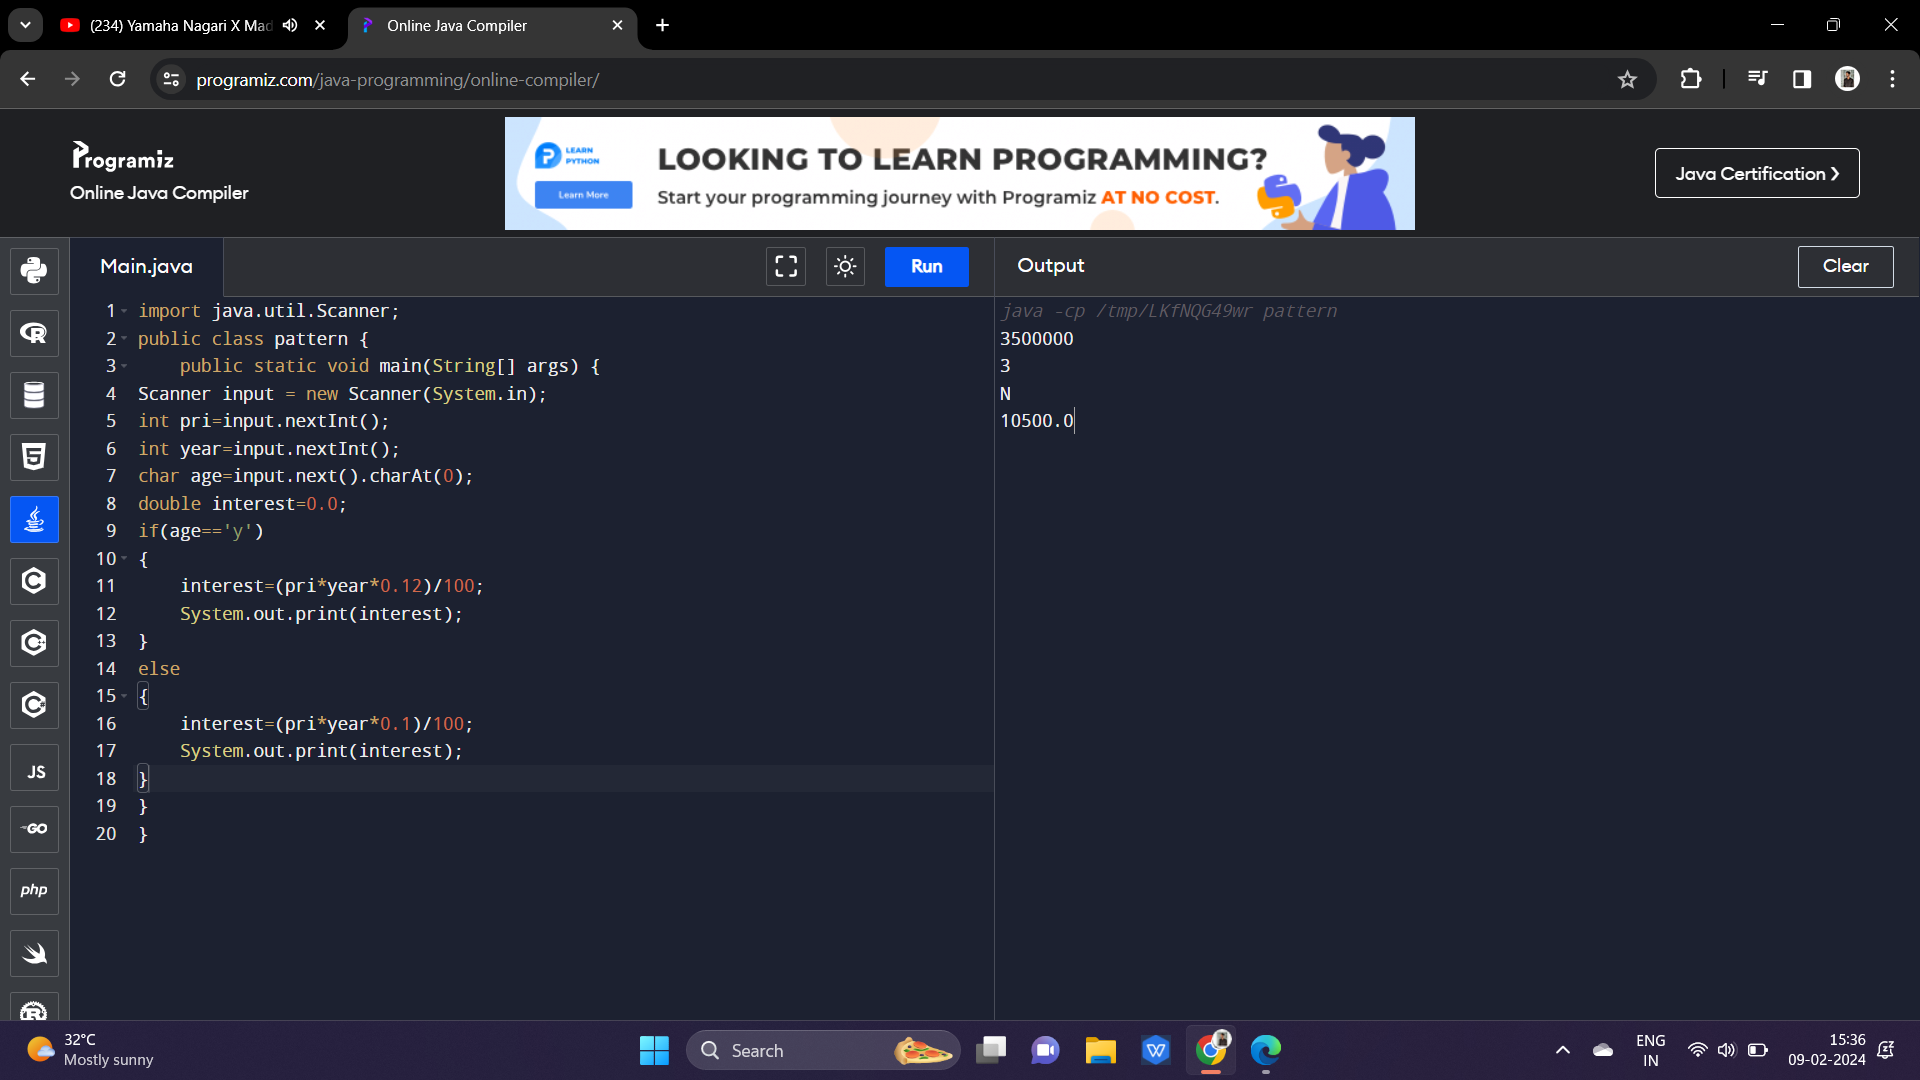 (234) Yamaha Nagari X Mad
Online Java Compiler
programiz.com/java-programming/online-compiler/
Programiz
Online Java Compiler
LEARN
PYTHON
Learn More
LOOKING TO LEARN PROGRAMMING?
Start your programming journey with Programiz AT NO COST.
Java Certification ❯
Main.java
Run
Output
Clear
1 import java.util.Scanner;
2 public class pattern {
3 public static void main(String[] args) {
4 Scanner input = new Scanner(System.in);
5 int pri=input.nextInt();
6 int year=input.nextInt();
7 char age=input.next().charAt(0);
8 double interest=0.0;
9 if(age=='y')
10 {
11 interest=(pri*year*0.12)/100;
12 System.out.print(interest);
13 }
14 else
15 {
16 interest=(pri*year*0.1)/100;
17 System.out.print(interest);
18 }
19 }
20 }
java -cp /tmp/LKfNQG49wr pattern
3500000
3
N
10500.0
R
5
C
C
C
JS
GO
php
R
32°C
Mostly sunny
Search
W
ENG
IN
15:36
09-02-2024